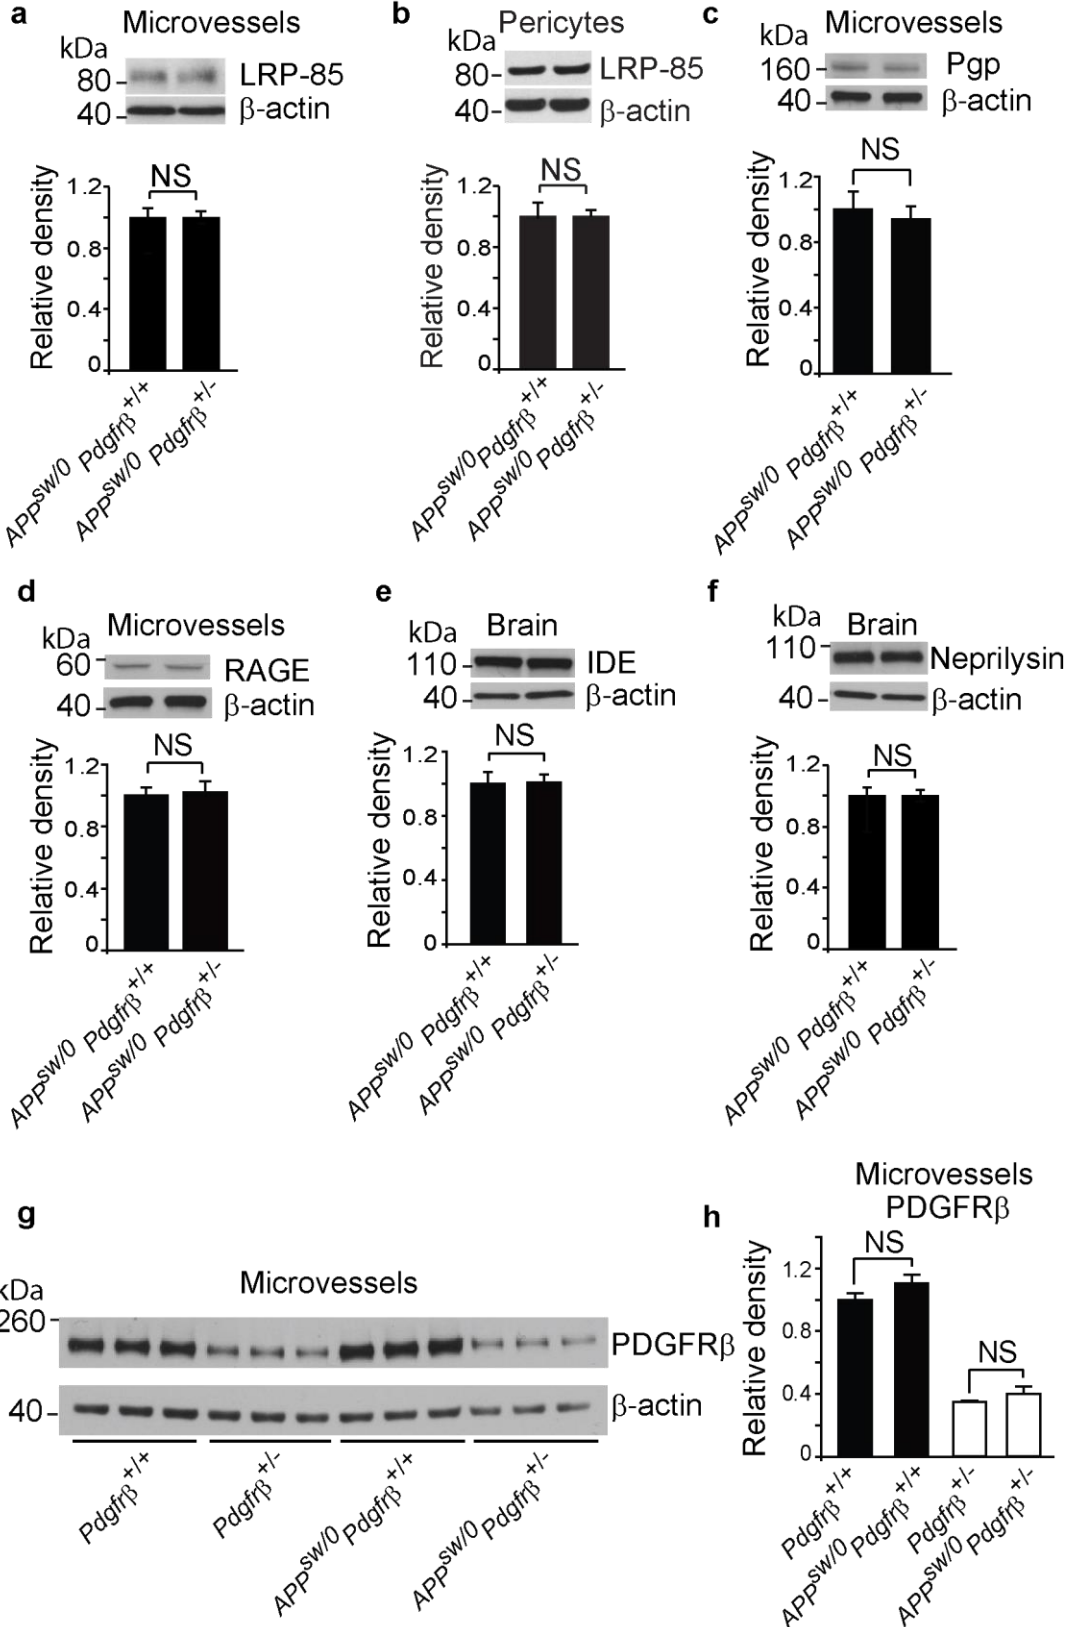 a
Microvessels
kDa
80
LRP-85
40
β-actin
Relative density
NS
1.2
0.8
0.4
0
APPsw/0 Pdgfrβ+/+
APPsw/0 Pdgfrβ+/-
b
Pericytes
kDa
80
LRP-85
40
β-actin
Relative density
NS
1.2
0.8
0.4
0
APPsw/0 Pdgfrβ+/+
APPsw/0 Pdgfrβ+/-
c
Microvessels
kDa
160
Pgp
40
β-actin
Relative density
NS
1.2
0.8
0.4
0
APPsw/0 Pdgfrβ+/+
APPsw/0 Pdgfrβ+/-
d
Microvessels
kDa
60
RAGE
40
β-actin
Relative density
NS
1.2
0.8
0.4
0
APPsw/0 Pdgfrβ+/+
APPsw/0 Pdgfrβ+/-
e
Brain
kDa
110
IDE
40
β-actin
Relative density
NS
1.2
0.8
0.4
0
APPsw/0 Pdgfrβ+/+
APPsw/0 Pdgfrβ+/-
f
Brain
kDa
110
Neprilysin
40
β-actin
Relative density
NS
1.2
0.8
0.4
0
APPsw/0 Pdgfrβ+/+
APPsw/0 Pdgfrβ+/-
g
Microvessels
kDa
260
PDGFRβ
40
β-actin
Pdgfrβ+/+
Pdgfrβ+/-
APPsw/0 Pdgfrβ+/+
APPsw/0 Pdgfrβ+/-
h
Microvessels
PDGFRβ
Relative density
NS
NS
1.2
0.8
0.4
0
Pdgfrβ+/+
APPsw/0 Pdgfrβ+/+
Pdgfrβ+/-
APPsw/0 Pdgfrβ+/-